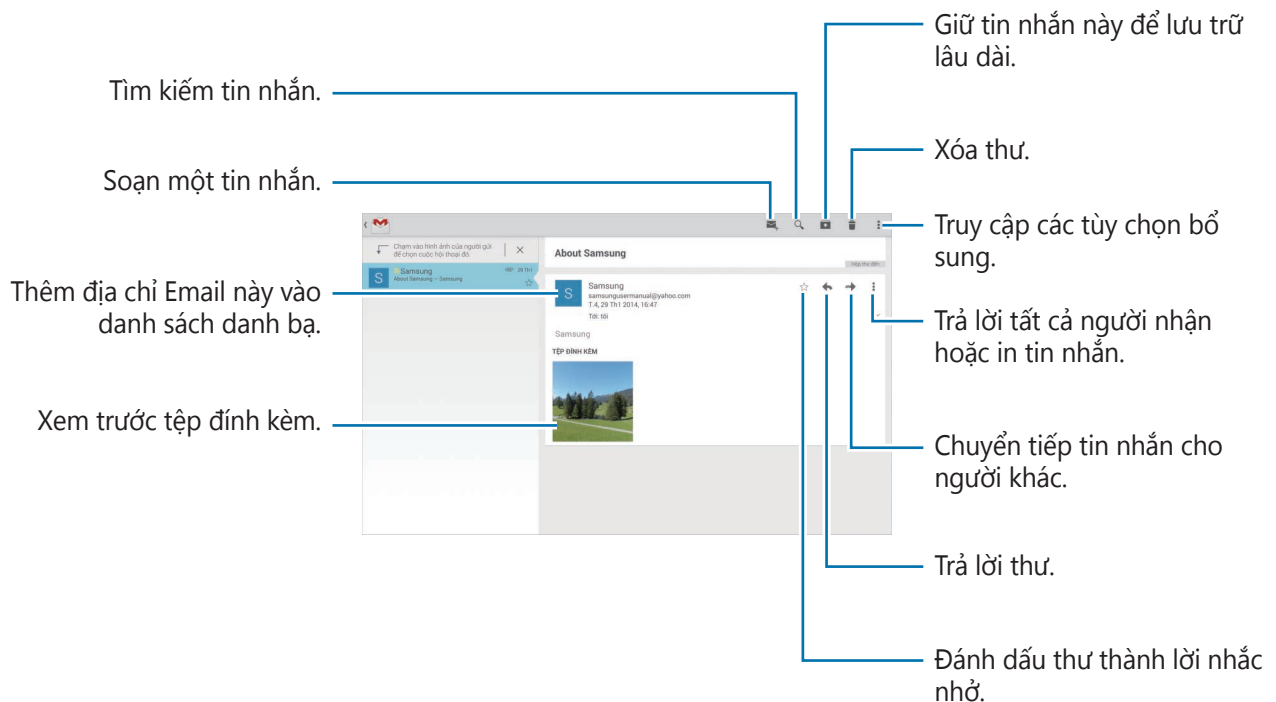 Giữ tin nhắn này để lưu trữ
lâu dài.
Tìm kiếm tin nhắn.
Xóa thư.
Soạn một tin nhắn.
Truy cập các tùy chọn bổ
sung.
Chạm vào hình ảnh của người gửi
để chọn cuộc hội thoại đó.
About Samsung
Hộp thư đến
S
Samsung
29 Th1
About Samsung – Samsung
Thêm địa chỉ Email này vào
danh sách danh bạ.
S
Samsung
samsungusermanual@yahoo.com
T.4, 29 Th1 2014, 16:47
Tới: tôi
Trả lời tất cả người nhận
hoặc in tin nhắn.
Samsung
TỆP ĐÍNH KÈM
Xem trước tệp đính kèm.
Chuyển tiếp tin nhắn cho
người khác.
Trả lời thư.
Đánh dấu thư thành lời nhắc
nhở.